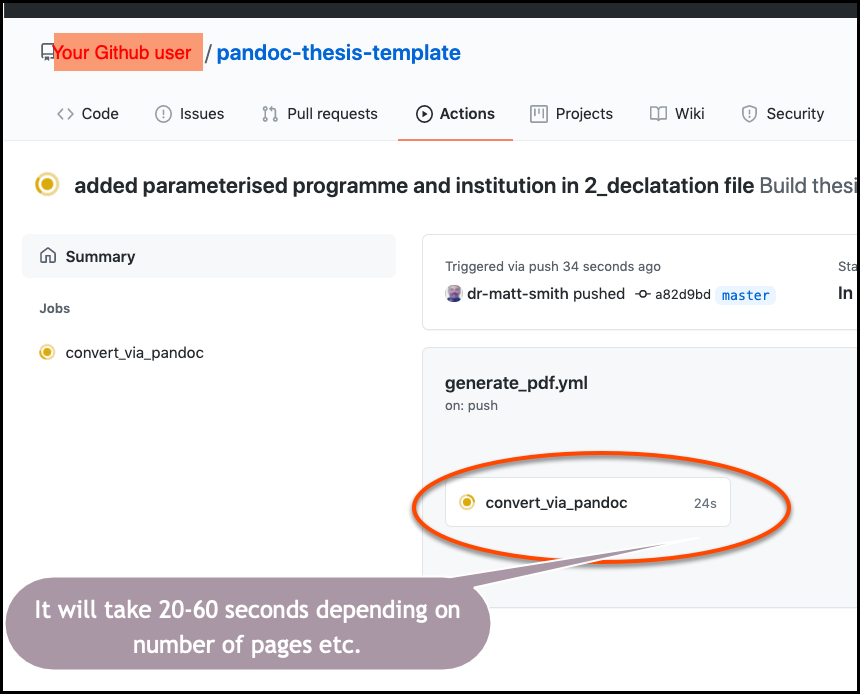 Your Github user / pandoc-thesis-template
Code Issues Pull requests Actions Projects Wiki Security
added parameterised programme and institution in 2_declatation file Build thesi
Summary
Triggered via push 34 seconds ago Sta
dr-matt-smith pushed a82d9bd master In
Jobs
convert_via_pandoc
generate_pdf.yml
on: push
convert_via_pandoc 24s
It will take 20-60 seconds depending on
number of pages etc.